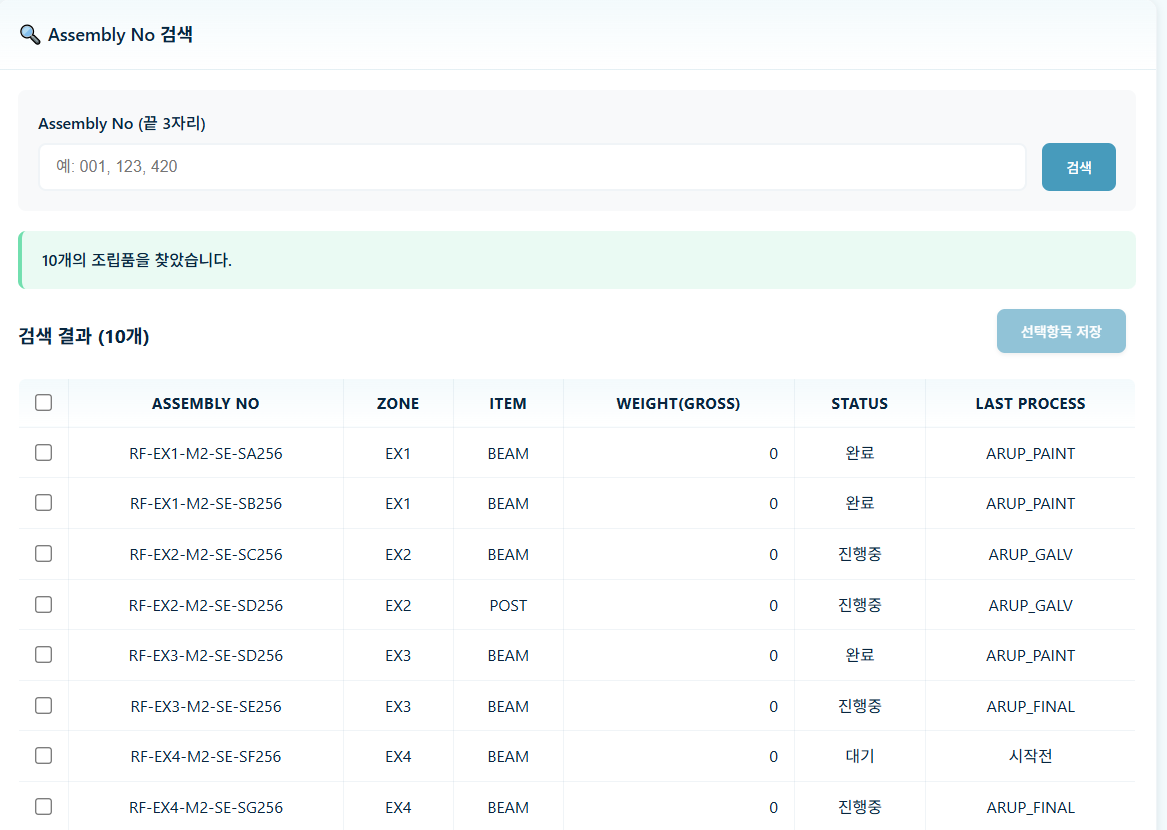 Assembly No 검색
Assembly No (끝 3자리)
예: 001, 123, 420
검색
10개의 조립품을 찾았습니다.
검색 결과 (10개)
선택항목 저장
ASSEMBLY NO ZONE ITEM WEIGHT(GROSS) STATUS LAST PROCESS
RF-EX1-M2-SE-SA256 EX1 BEAM 0 완료 ARUP_PAINT
RF-EX1-M2-SE-SB256 EX1 BEAM 0 완료 ARUP_PAINT
RF-EX2-M2-SE-SC256 EX2 BEAM 0 진행중 ARUP_GALV
RF-EX2-M2-SE-SD256 EX2 POST 0 진행중 ARUP_GALV
RF-EX3-M2-SE-SD256 EX3 BEAM 0 완료 ARUP_PAINT
RF-EX3-M2-SE-SE256 EX3 BEAM 0 진행중 ARUP_FINAL
RF-EX4-M2-SE-SF256 EX4 BEAM 0 대기 시작전
RF-EX4-M2-SE-SG256 EX4 BEAM 0 진행중 ARUP_FINAL